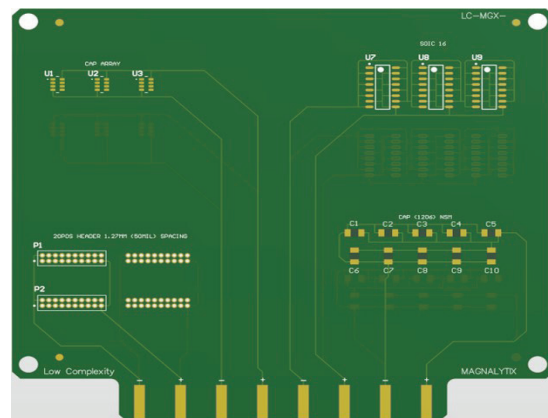 LC-MGX-
SOIC 16
U7 U8 U9
CAP ARRAY
U1 U2 U3
CAP (1206) NSM
C1 C2 C3 C4 C5
C6 C7 C8 C9 C10
20POS HEADER 1.27MM (50MIL) SPACING
P1
P2
Low Complexity
MAGNALYTIX
- + - + - + - +